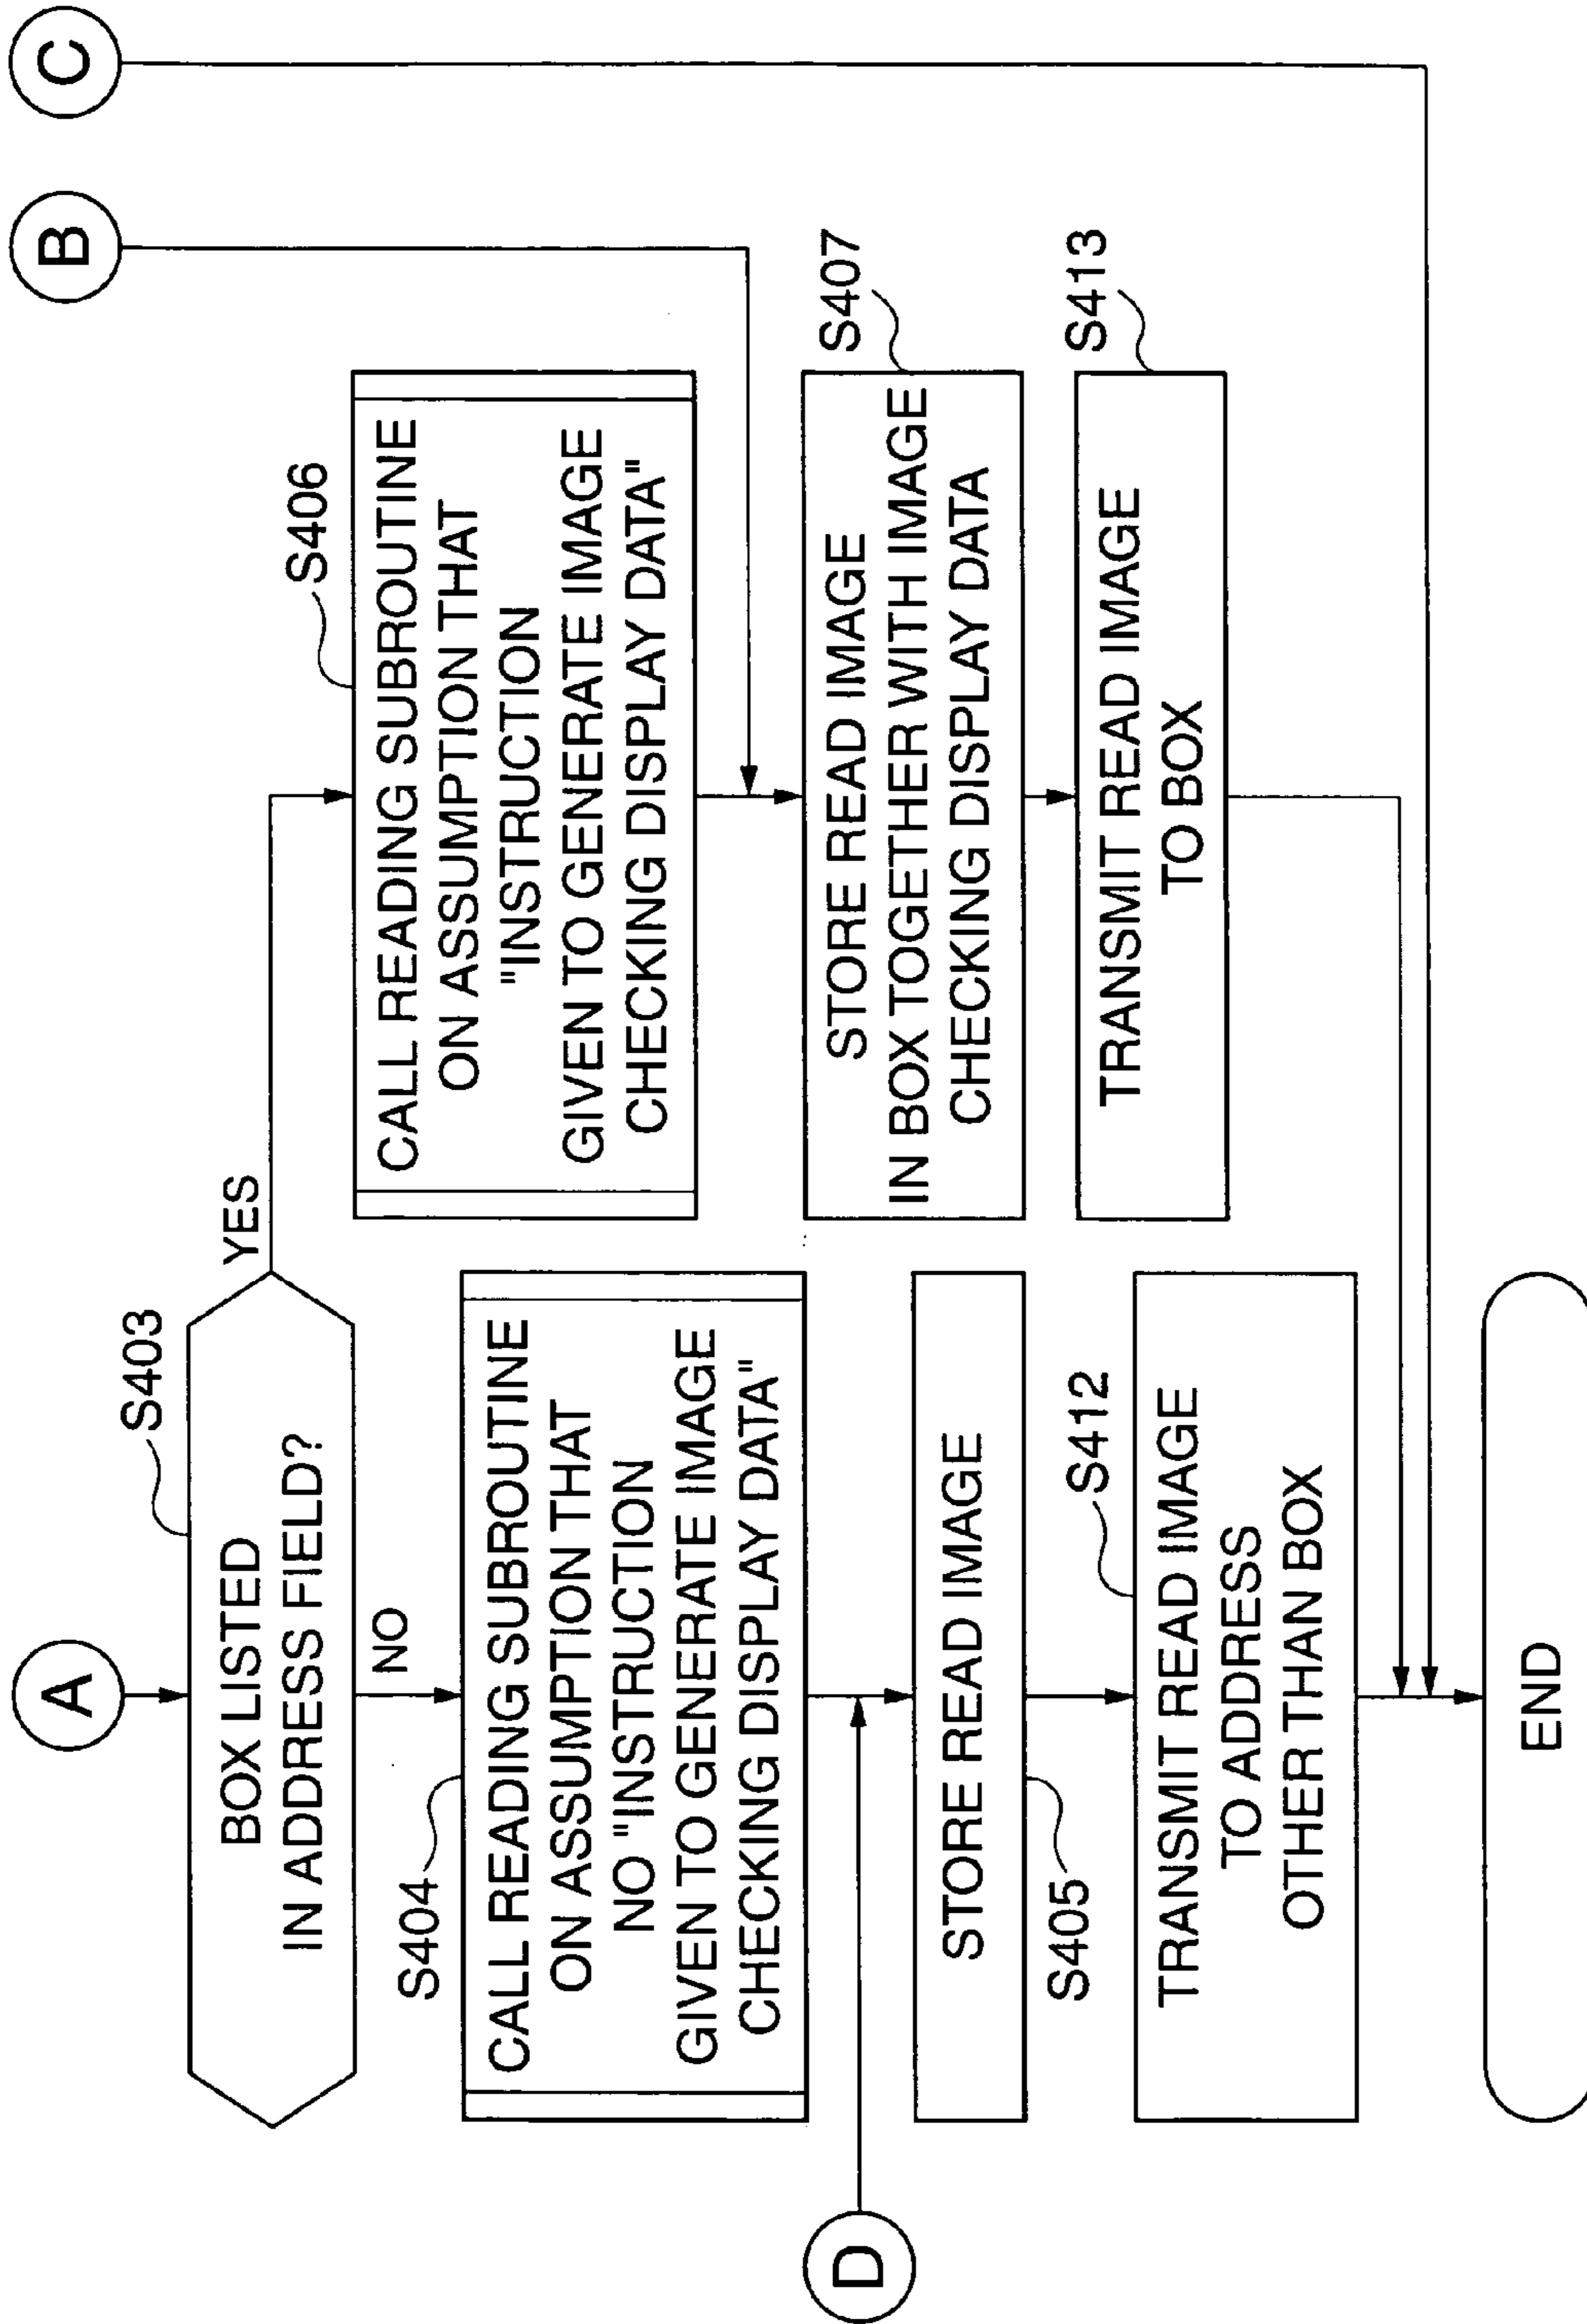 A
B
C
S403
BOX LISTED
IN ADDRESS FIELD?
YES
NO
S404
CALL READING SUBROUTINE
ON ASSUMPTION THAT
NO "INSTRUCTION
GIVEN TO GENERATE IMAGE
CHECKING DISPLAY DATA"
D
STORE READ IMAGE
S405
S412
TRANSMIT READ IMAGE
TO ADDRESS
OTHER THAN BOX
S406
CALL READING SUBROUTINE
ON ASSUMPTION THAT
"INSTRUCTION
GIVEN TO GENERATE IMAGE
CHECKING DISPLAY DATA"
S407
STORE READ IMAGE
IN BOX TOGETHER WITH IMAGE
CHECKING DISPLAY DATA
S413
TRANSMIT READ IMAGE
TO BOX
END